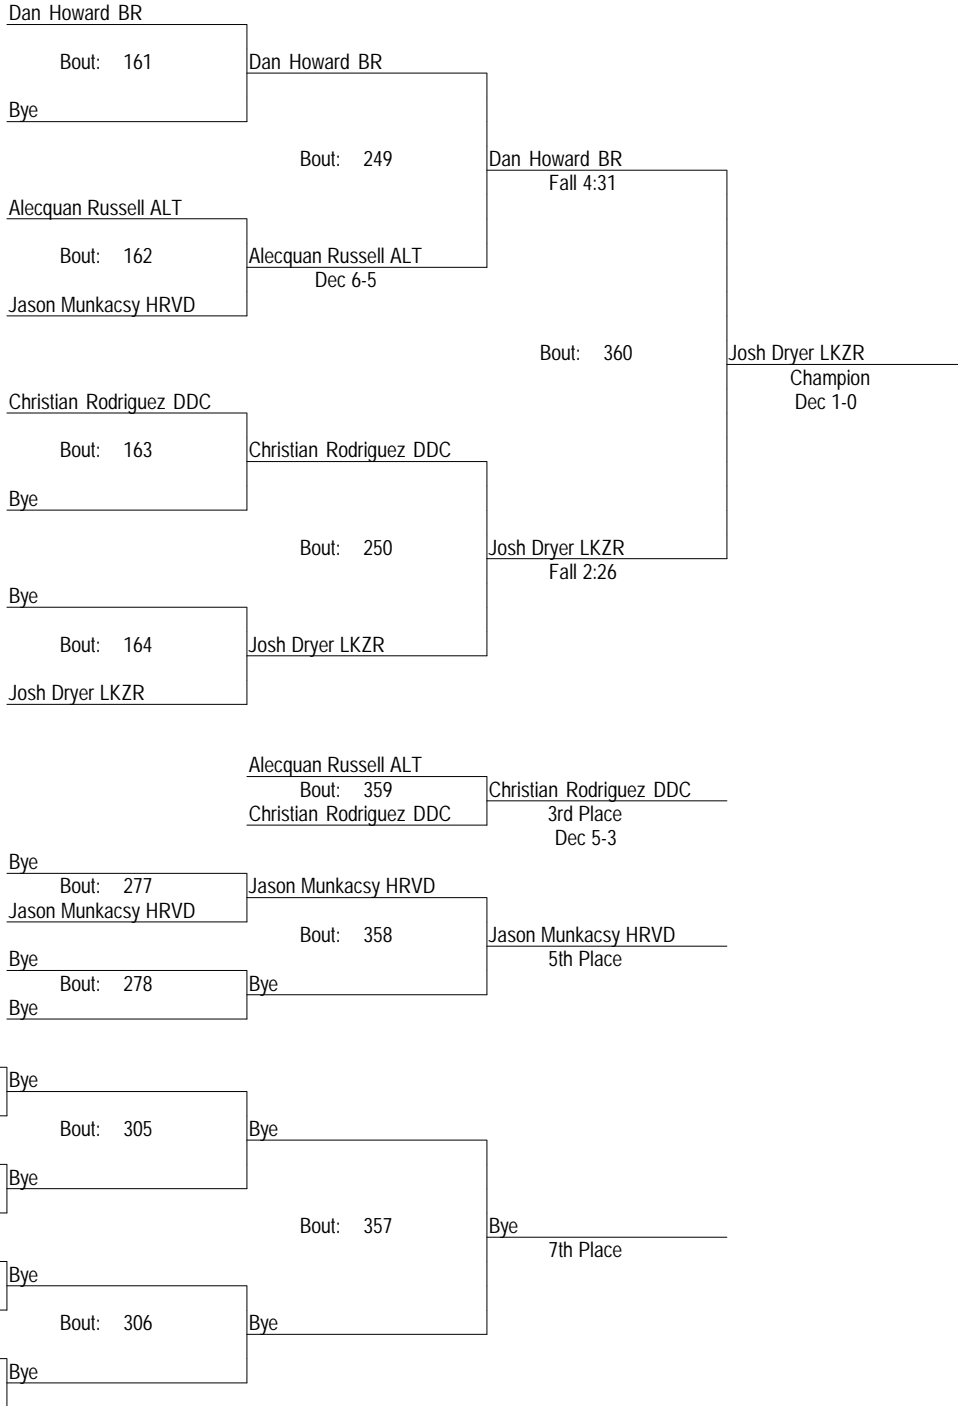 Dan Howard BR
Bout: 161
Dan Howard BR
Bye
Bout: 249
Dan Howard BR
Fall 4:31
Alecquan Russell ALT
Bout: 162
Alecquan Russell ALT
Dec 6-5
Jason Munkacsy HRVD
Bout: 360
Josh Dryer LKZR
Champion
Dec 1-0
Christian Rodriguez DDC
Bout: 163
Christian Rodriguez DDC
Bye
Bout: 250
Josh Dryer LKZR
Fall 2:26
Bye
Bout: 164
Josh Dryer LKZR
Josh Dryer LKZR
Alecquan Russell ALT
Bout: 359
Christian Rodriguez DDC
Christian Rodriguez DDC
3rd Place
Dec 5-3
Bye
Bout: 277
Jason Munkacsy HRVD
Jason Munkacsy HRVD
Bout: 358
Jason Munkacsy HRVD
5th Place
Bye
Bout: 278
Bye
Bye
Bye
Bout: 305
Bye
Bye
Bout: 357
Bye
7th Place
Bye
Bout: 306
Bye
Bye